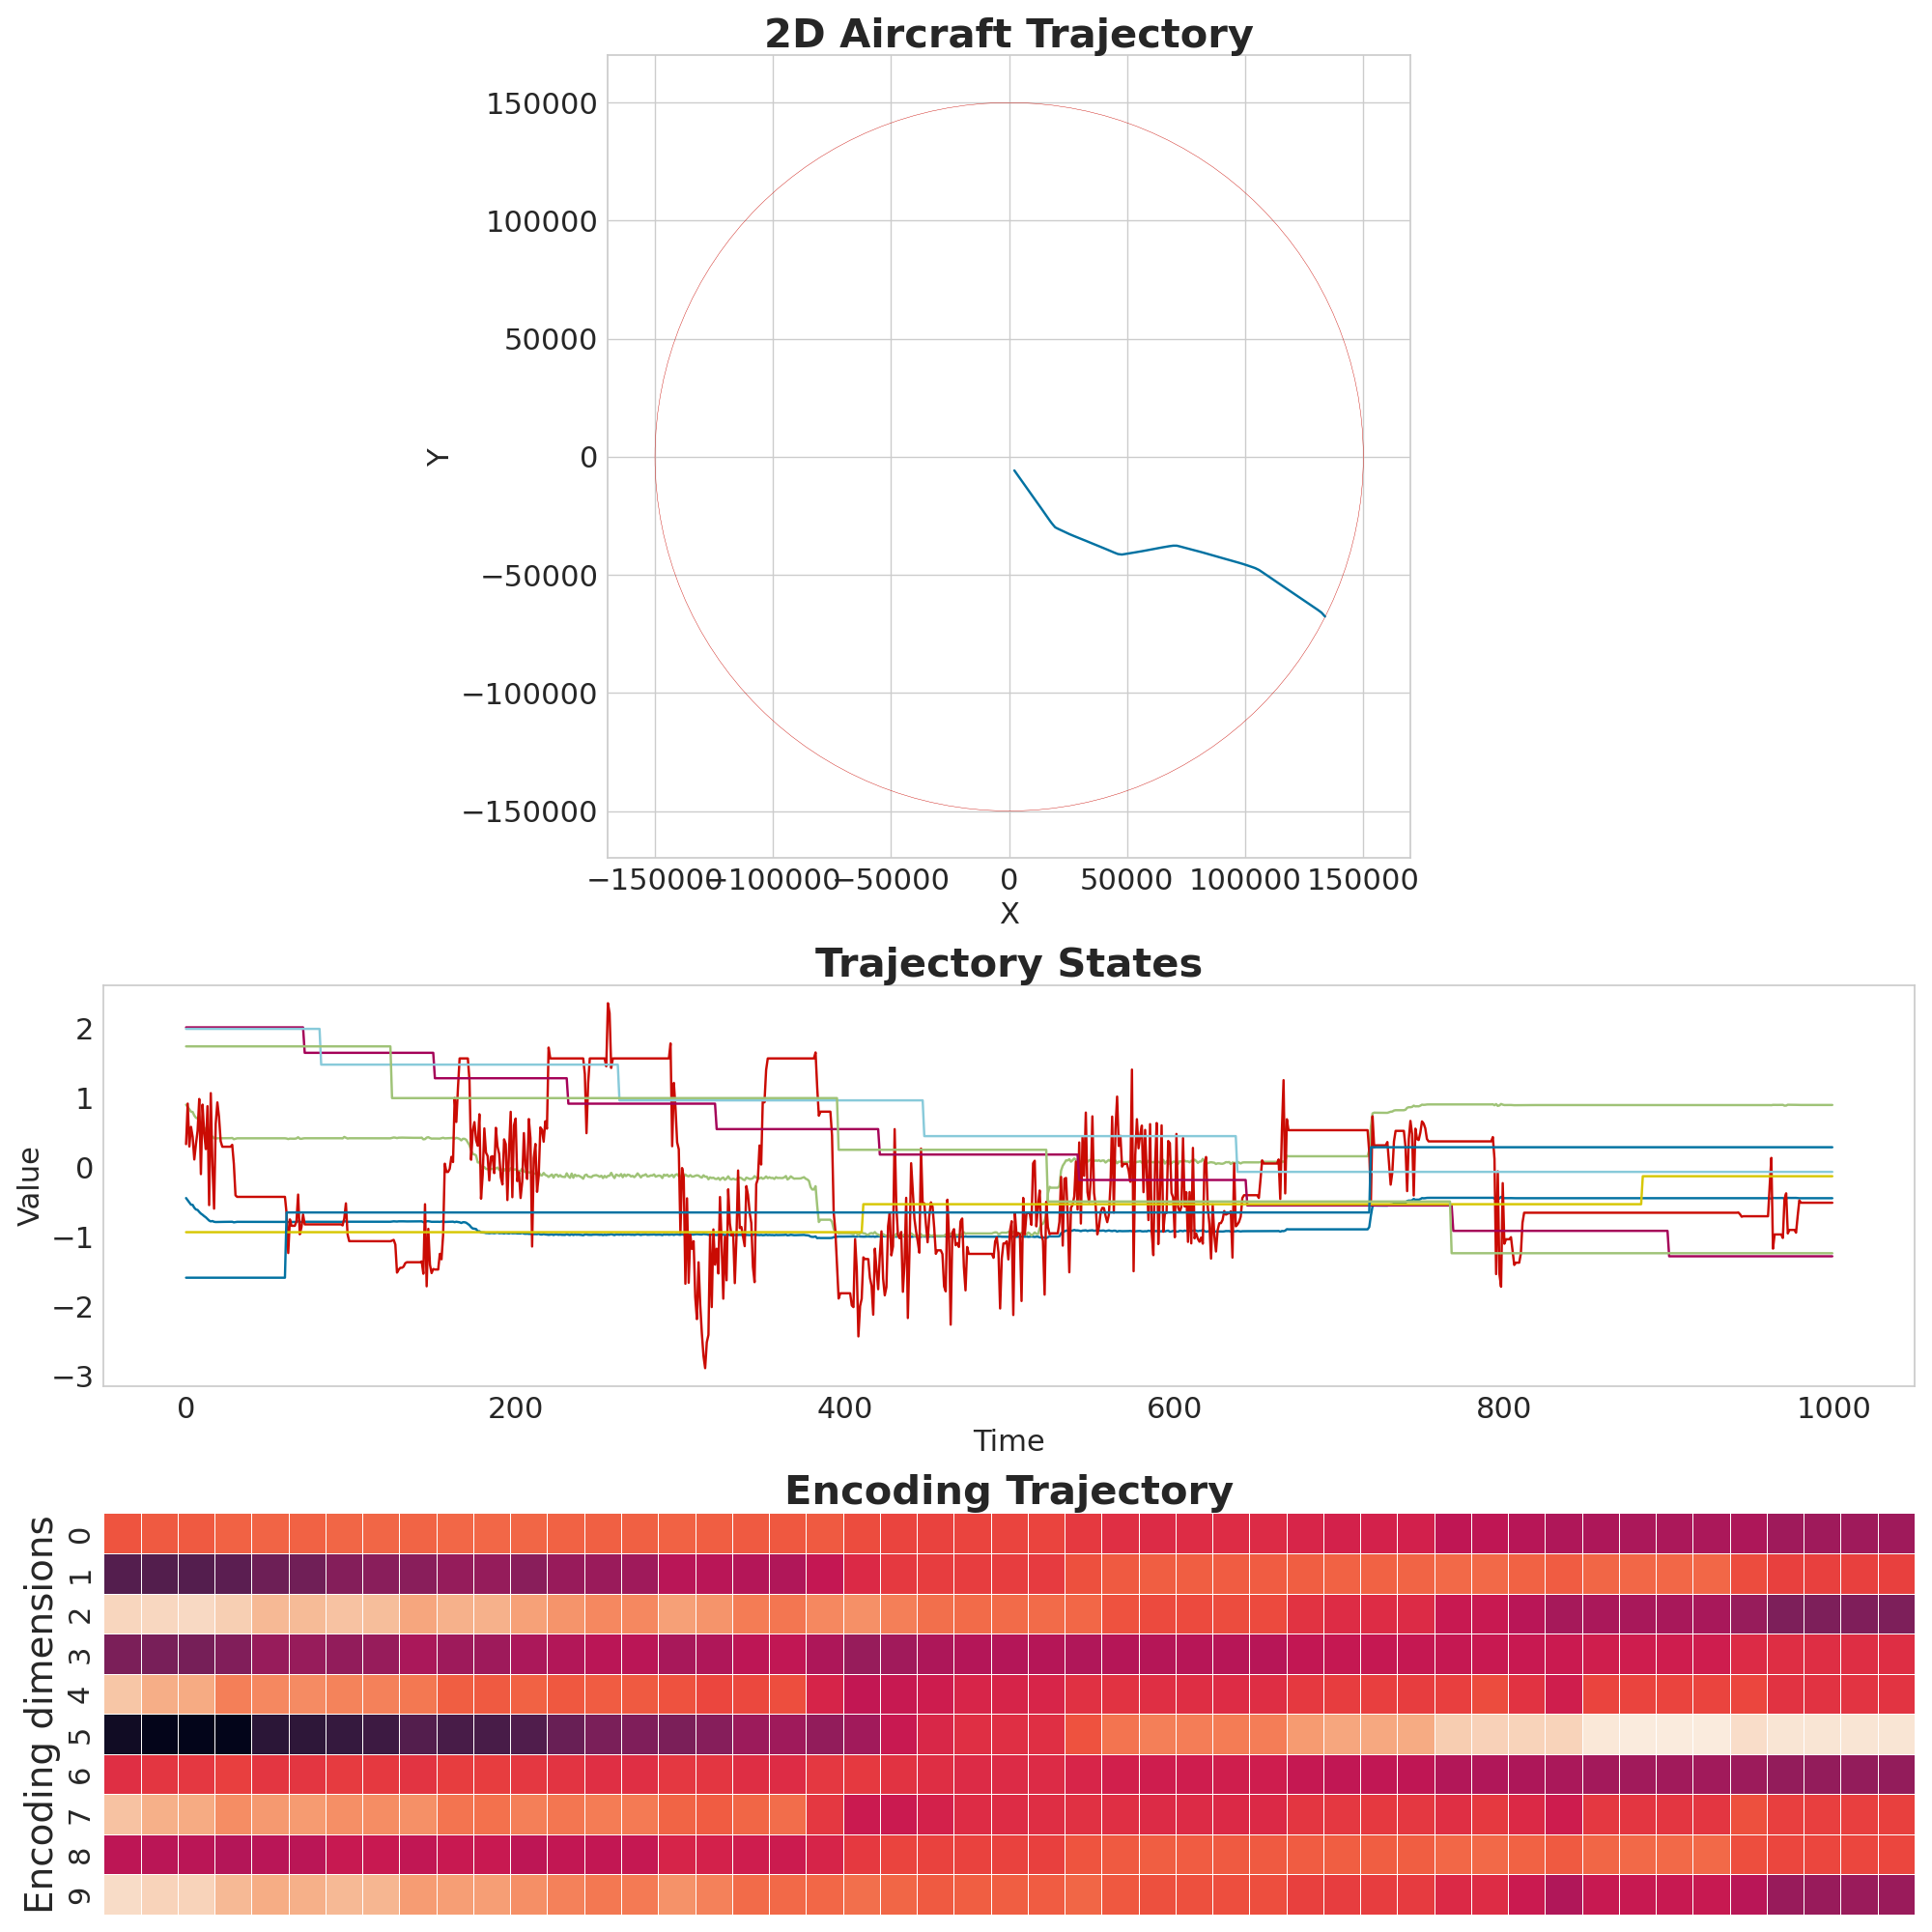 2D Aircraft Trajectory
150000
100000
50000
0
−50000
−100000
−150000
Y
−150000 −100000 −50000 0 50000 100000 150000
X
Trajectory States
2
1
0
−1
−2
−3
Value
0 200 400 600 800 1000
Time
Encoding Trajectory
0
1
2
3
4
5
6
7
8
9
Encoding dimensions